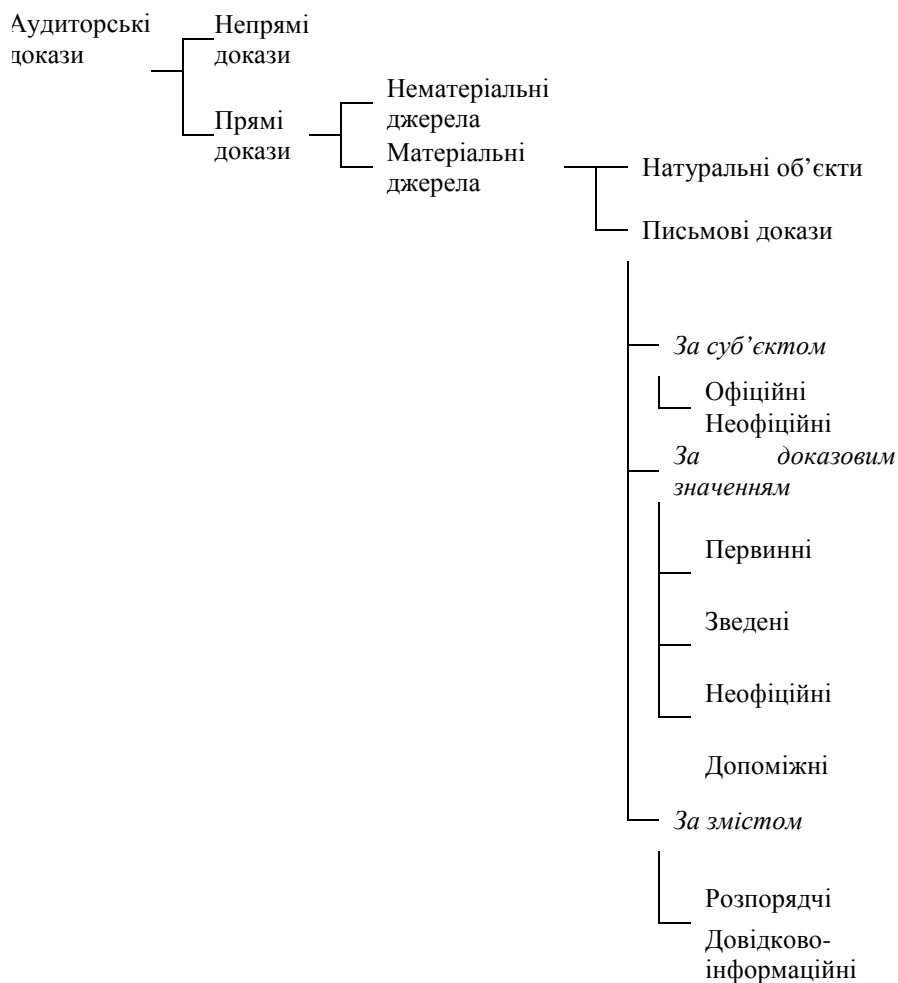 Аудиторські
докази
Непрямі
докази
Прямі
докази
Нематеріальні
джерела
Матеріальні
джерела
Натуральні об’єкти
Письмові докази
За суб’єктом
Офіційні
Неофіційні
За доказовим
значенням
Первинні
Зведені
Неофіційні
Допоміжні
За змістом
Розпорядчі
Довідково-
інформаційні